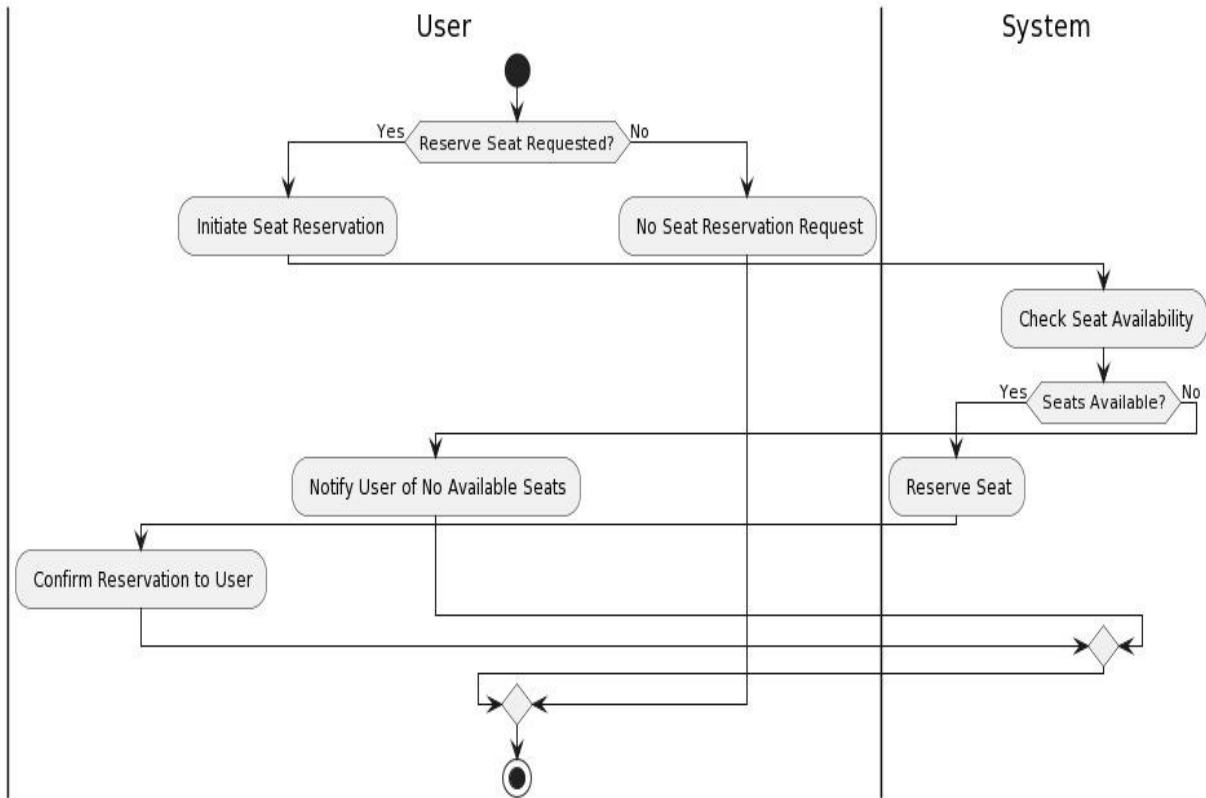 User
System
Yes
Reserve Seat Requested?
No
Initiate Seat Reservation
No Seat Reservation Request
Check Seat Availability
Yes
Seats Available?
No
Notify User of No Available Seats
Reserve Seat
Confirm Reservation to User